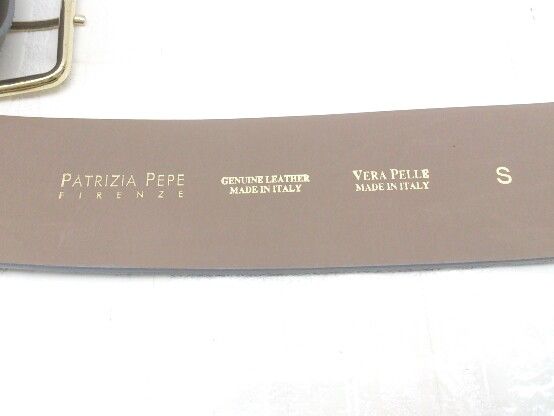 PATRIZIA PEPE
FIRENZE
GENUINE LEATHER
MADE IN ITALY
VERA PELLE
MADE IN ITALY
S